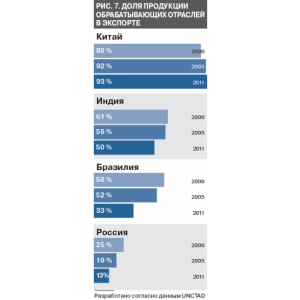 РИС. 7. ДОЛЯ ПРОДУКЦИИ
ОБРАБАТЫВАЮЩИХ ОТРАСЛЕЙ
В ЭКСПОРТЕ
Китай
88 % 2000
92 % 2005
93 % 2011
Индия
61 % 2000
59 % 2005
50 % 2011
Бразилия
58 % 2000
52 % 2005
33 % 2011
Россия
25 % 2000
19 % 2005
13% 2011
Разработано согласно данным UNCTAD